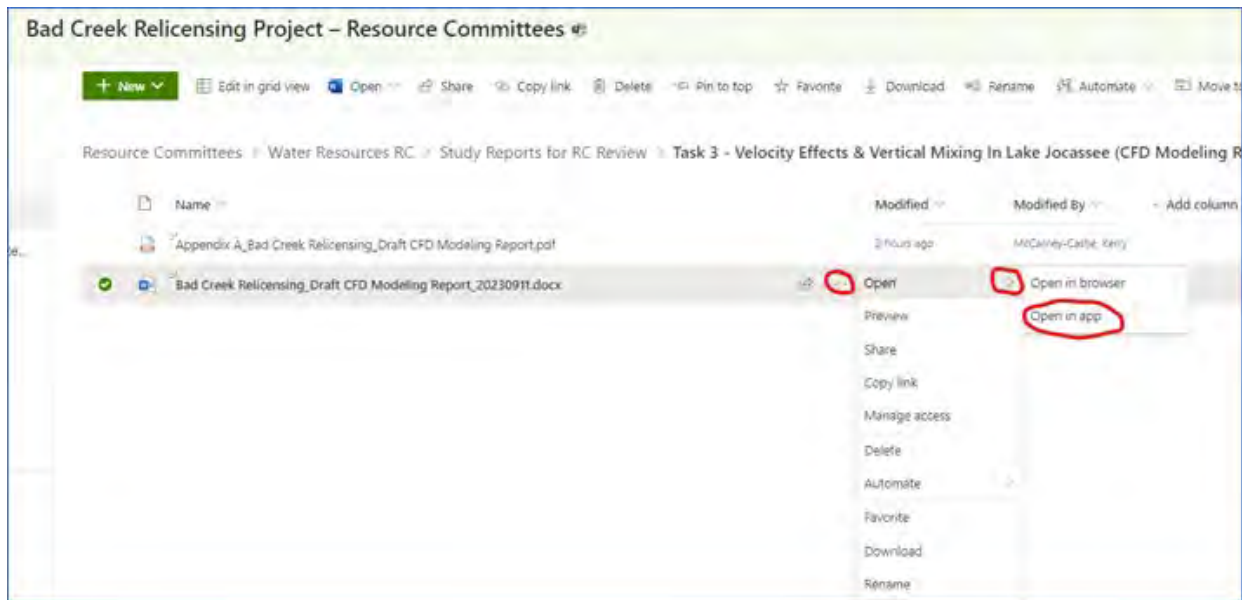 Bad Creek Relicensing Project – Resource Committees
+ New Edit in grid view Open Share Copy link Delete Pin to top Favorite Download Rename Automate Move to
Resource Committees > Water Resources RC > Study Reports for RC Review > Task 3 - Velocity Effects & Vertical Mixing In Lake Jocassee (CFD Modeling R
Name Modified Modified By Add column
Appendix A_Bad Creek Relicensing_Draft CFD Modeling Report.pdf 2 hours ago
Bad Creek Relicensing_Draft CFD Modeling Report_20230911.docx Open Open in browser
Preview Open in app
Share
Copy link
Manage access
Delete
Automate
Favorite
Download
Rename